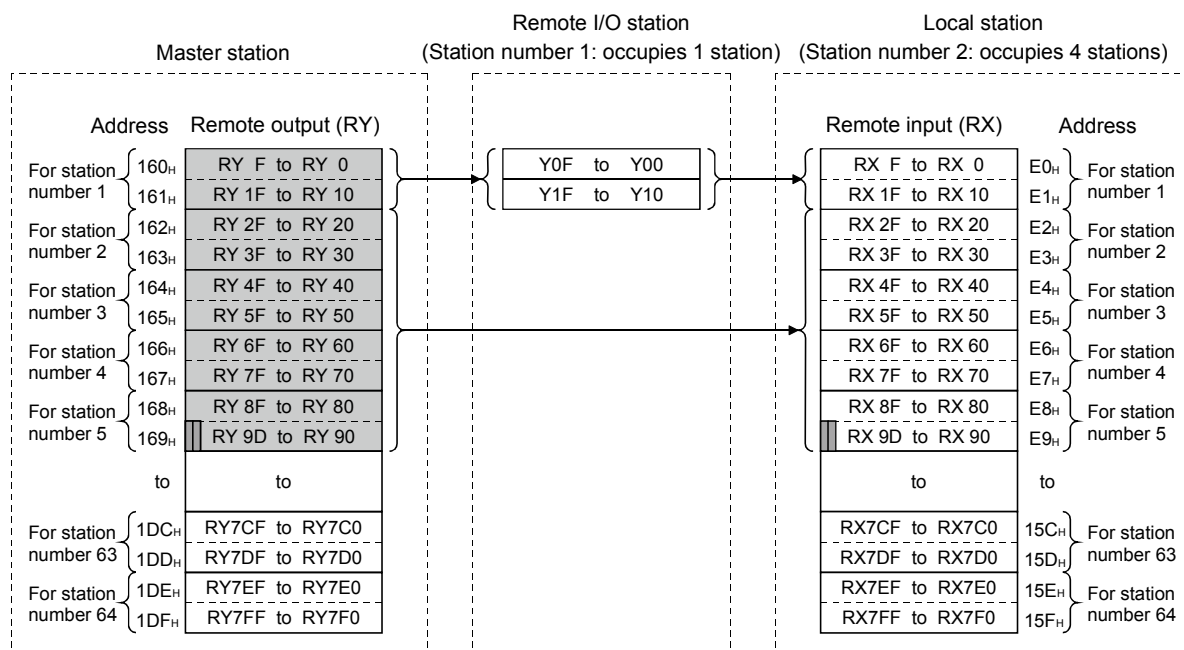 Remote I/O station
Local station
Master station
(Station number 1: occupies 1 station)
(Station number 2: occupies 4 stations)
Address Remote output (RY)
Remote input (RX) Address
For station number 1
160H RY F to RY 0
161H RY 1F to RY 10
For station number 2
162H RY 2F to RY 20
163H RY 3F to RY 30
For station number 3
164H RY 4F to RY 40
165H RY 5F to RY 50
For station number 4
166H RY 6F to RY 60
167H RY 7F to RY 70
For station number 5
168H RY 8F to RY 80
169H RY 9D to RY 90
to to
For station number 63
1DCH RY7CF to RY7C0
1DDH RY7DF to RY7D0
For station number 64
1DEH RY7EF to RY7E0
1DFH RY7FF to RY7F0
Y0F to Y00
Y1F to Y10
RX F to RX 0 E0H
RX 1F to RX 10 E1H
For station number 1
RX 2F to RX 20 E2H
RX 3F to RX 30 E3H
For station number 2
RX 4F to RX 40 E4H
RX 5F to RX 50 E5H
For station number 3
RX 6F to RX 60 E6H
RX 7F to RX 70 E7H
For station number 4
RX 8F to RX 80 E8H
RX 9D to RX 90 E9H
For station number 5
to to
RX7CF to RX7C0 15CH
RX7DF to RX7D0 15DH
For station number 63
RX7EF to RX7E0 15EH
RX7FF to RX7F0 15FH
For station number 64